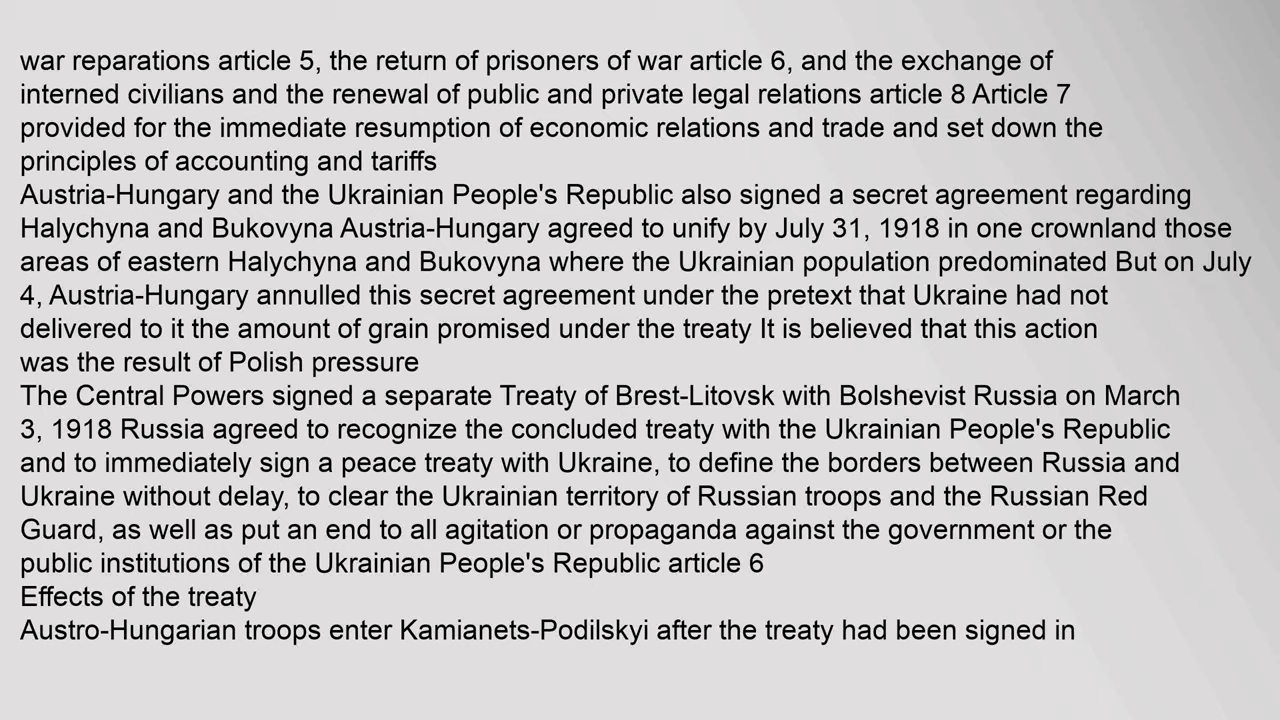 war reparations article 5, the return of prisoners of war article 6, and the exchange of
interned civilians and the renewal of public and private legal relations article 8 Article 7
provided for the immediate resumption of economic relations and trade and set down the
principles of accounting and tariffs
Austria-Hungary and the Ukrainian People's Republic also signed a secret agreement regarding
Halychyna and Bukovyna Austria-Hungary agreed to unify by July 31, 1918 in one crownland those
areas of eastern Halychyna and Bukovyna where the Ukrainian population predominated But on July
4, Austria-Hungary annulled this secret agreement under the pretext that Ukraine had not
delivered to it the amount of grain promised under the treaty It is believed that this action
was the result of Polish pressure
The Central Powers signed a separate Treaty of Brest-Litovsk with Bolshevist Russia on March
3, 1918 Russia agreed to recognize the concluded treaty with the Ukrainian People's Republic
and to immediately sign a peace treaty with Ukraine, to define the borders between Russia and
Ukraine without delay, to clear the Ukrainian territory of Russian troops and the Russian Red
Guard, as well as put an end to all agitation or propaganda against the government or the
public institutions of the Ukrainian People's Republic article 6
Effects of the treaty
Austro-Hungarian troops enter Kamianets-Podilskyi after the treaty had been signed in